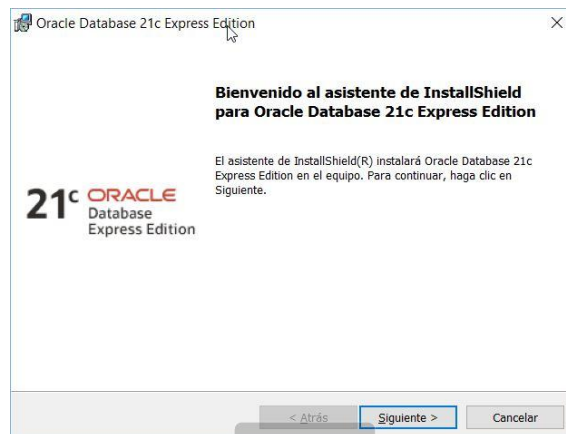 Oracle Database 21c Express Edition
Bienvenido al asistente de InstallShield
para Oracle Database 21c Express Edition
El asistente de InstallShield(R) instalará Oracle Database 21c
Express Edition en el equipo. Para continuar, haga clic en
Siguiente.
21c ORACLE
Database
Express Edition
< Atrás
Siguiente >
Cancelar